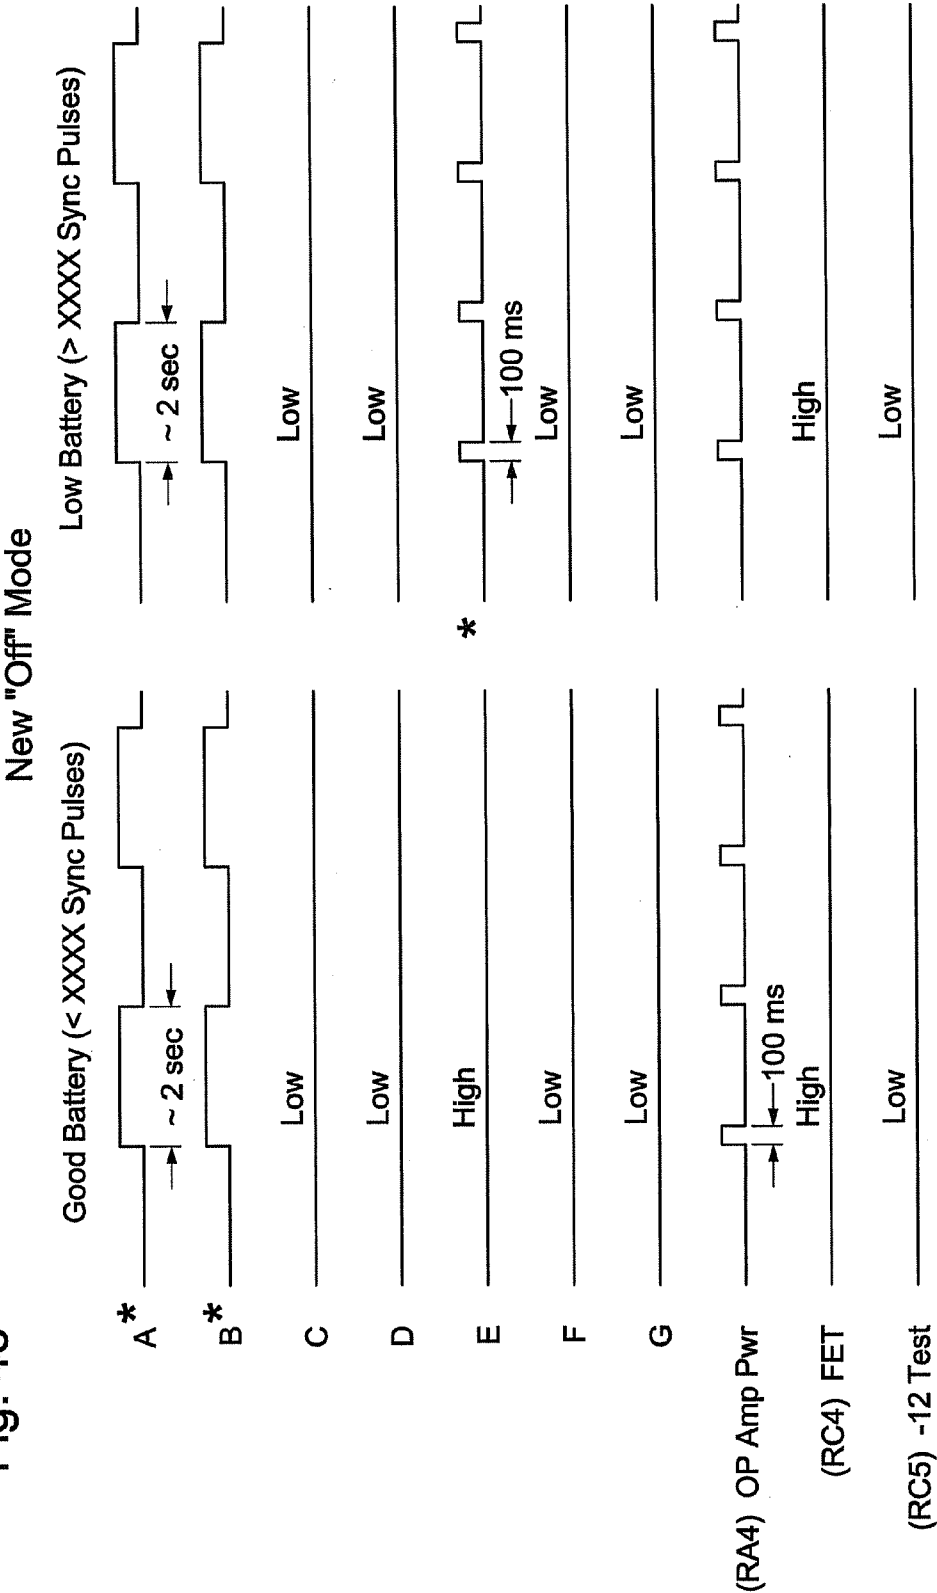 New "Off" Mode
Good Battery (< XXXX Sync Pulses)
Low Battery (> XXXX Sync Pulses)
* A
~ 2 sec
~ 2 sec
* B
C
Low
Low
D
Low
Low
E
High
*
100 ms
F
Low
Low
G
Low
Low
(RA4) OP Amp Pwr
100 ms
(RC4) FET
High
High
(RC5) -12 Test
Low
Low